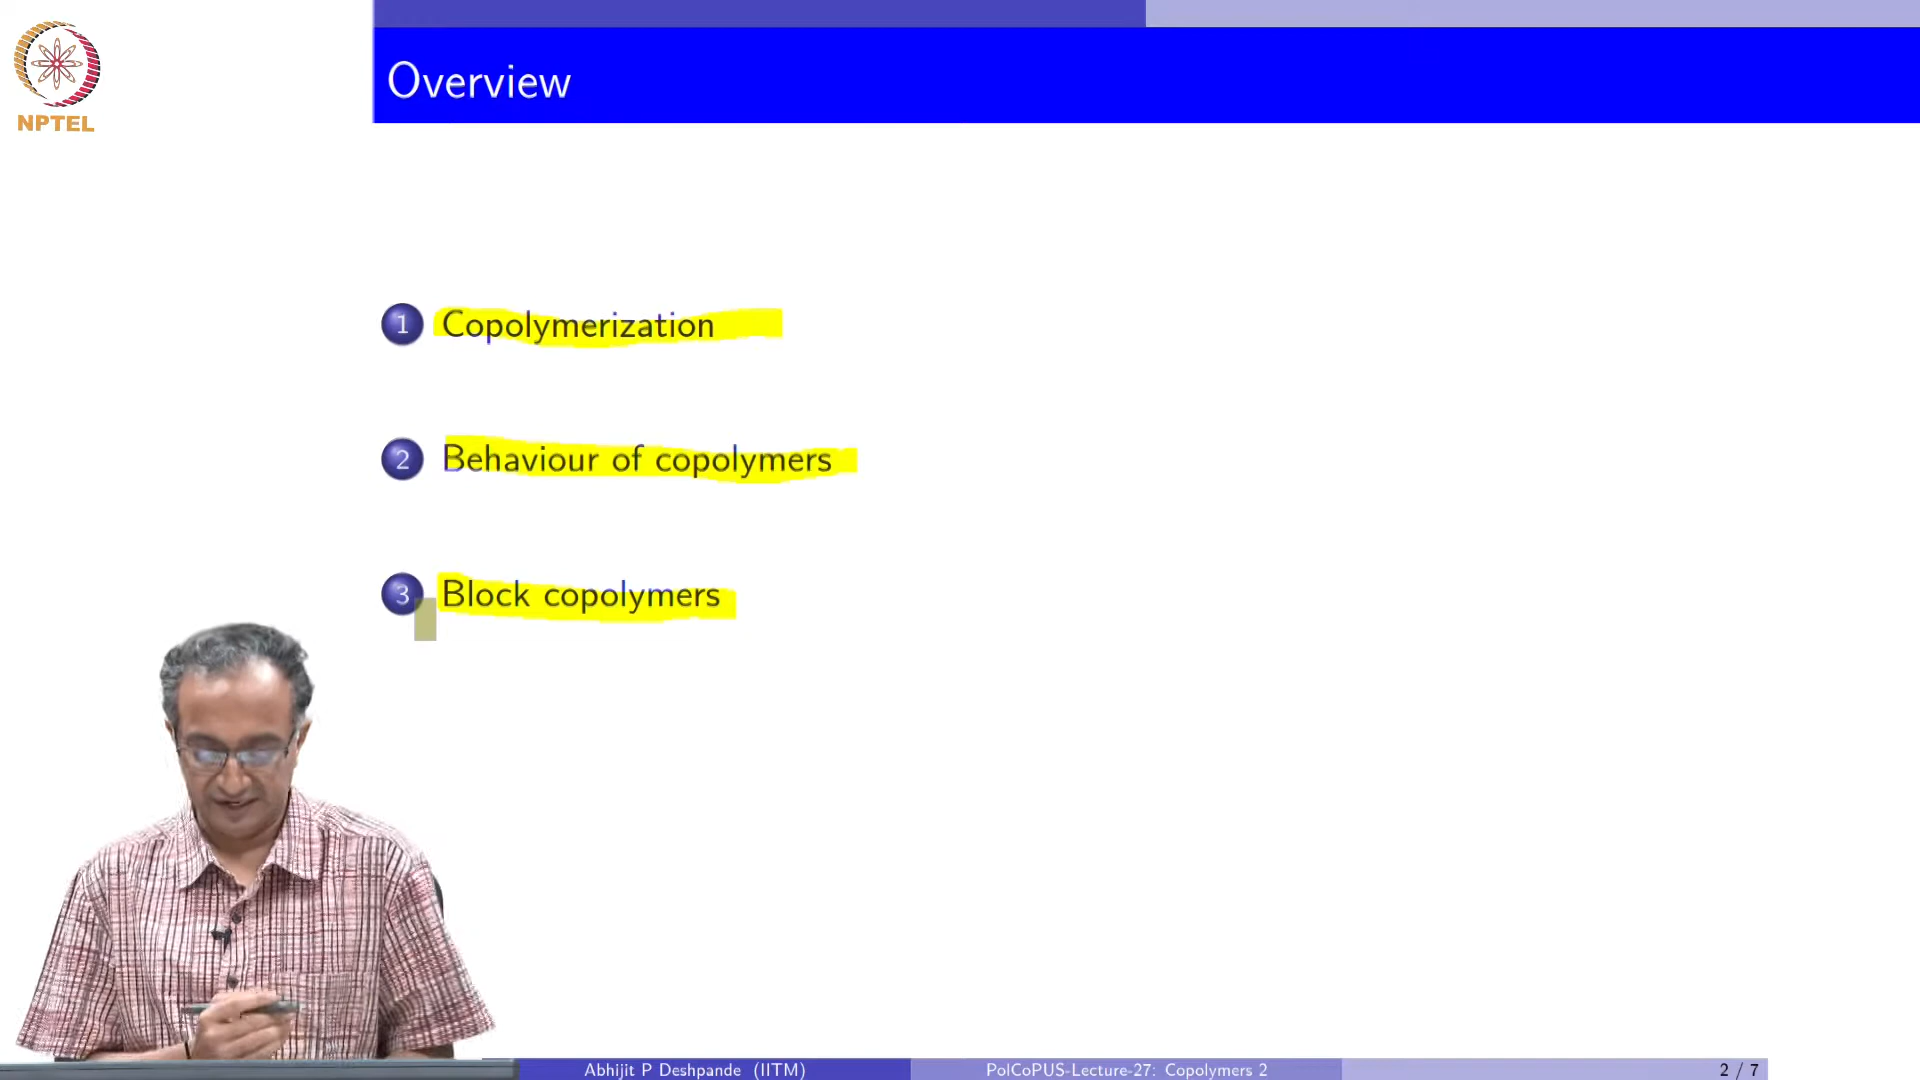 NPTEL
Overview
1 Copolymerization
2 Behaviour of copolymers
3 Block copolymers
Abhijit P Deshpande (IITM) PolCoPUS-Lecture-27: Copolymers 2 2 / 7